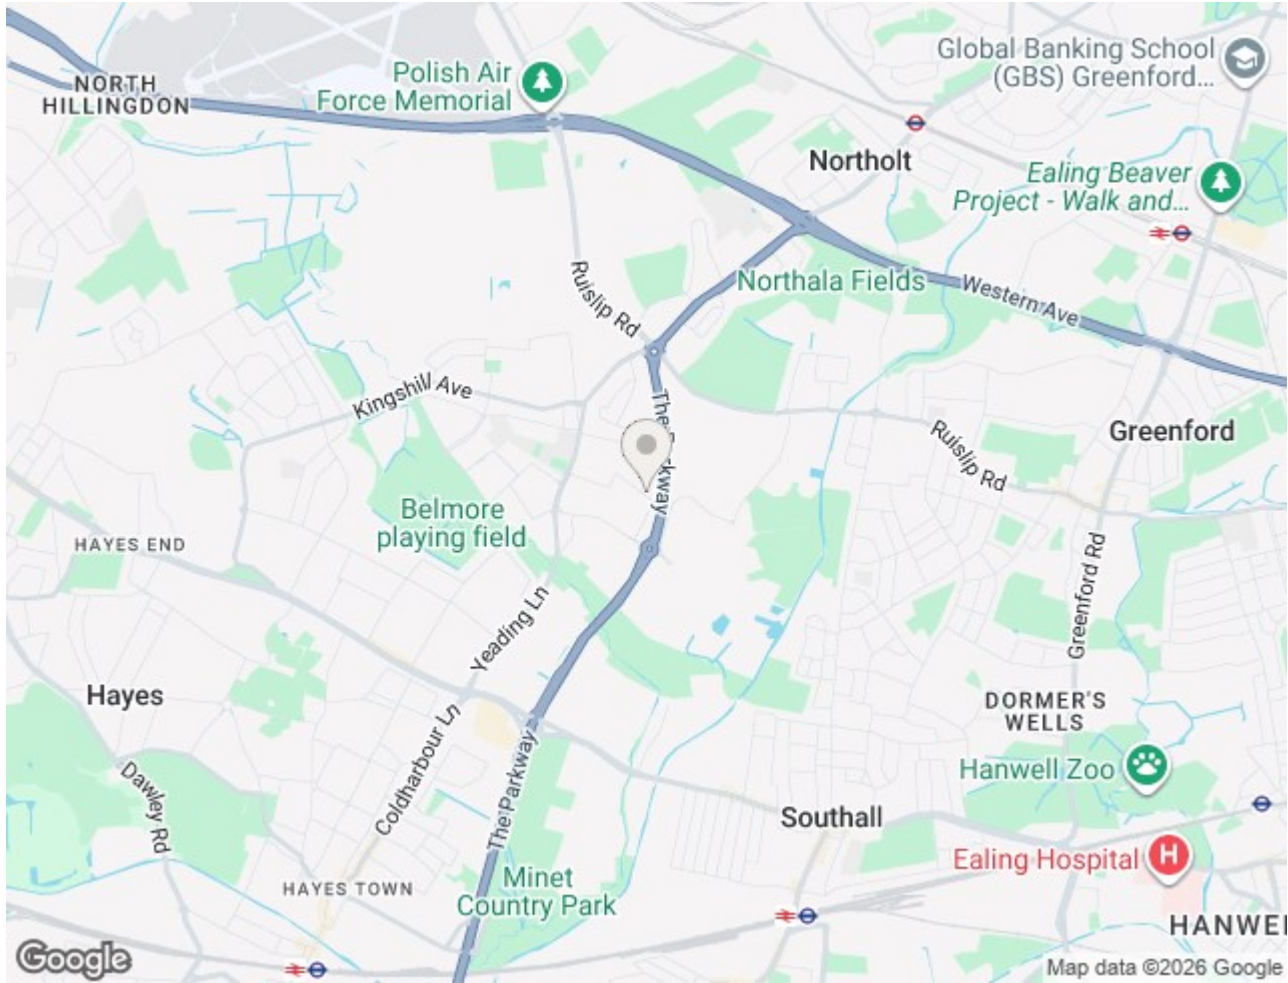 NORTH
HILLINGDON
Polish Air
Force Memorial
Global Banking School
(GBS) Greenford...
Northolt
Ealing Beaver
Project - Walk and...
Ruislip Rd
Northala Fields
Western Ave
Kingshill Ave
The Parkway
Ruislip Rd
Greenford
Belmore
playing field
HAYES END
Yeading Ln
Greenford Rd
Hayes
DORMER'S
WELLS
Coldharbour Ln
The Parkway
Hanwell Zoo
Dawley Rd
Southall
Ealing Hospital
H
HAYES TOWN
Minet
Country Park
HANWEL
Google
Map data ©2026 Google